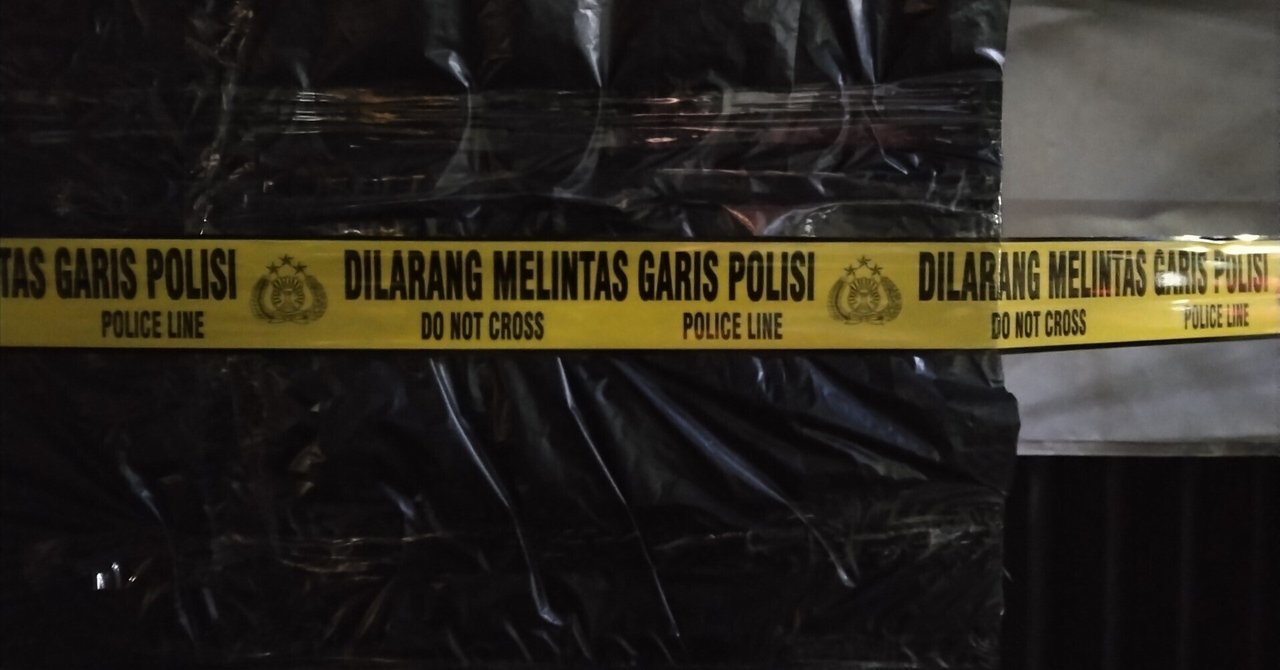 TAS GARIS POLISI DILARANG MELINTAS GARIS POLISI DILARANG MELINTAS GARIS POLISI
POLICE LINE DO NOT CROSS POLICE LINE DO NOT CROSS POLICE LINE